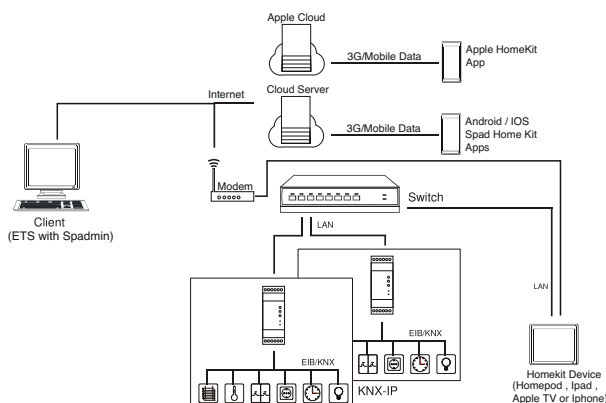 Apple Cloud
3G/Mobile Data
Apple HomeKit
App
Internet
Cloud Server
3G/Mobile Data
Android / IOS
Spad Home Kit
Apps
Modem
Switch
Client
(ETS with Spadmin)
LAN
LAN
EIB/KNX
EIB/KNX
KNX-IP
Homekit Device
(Homepod , Ipad ,
Apple TV or Iphone)